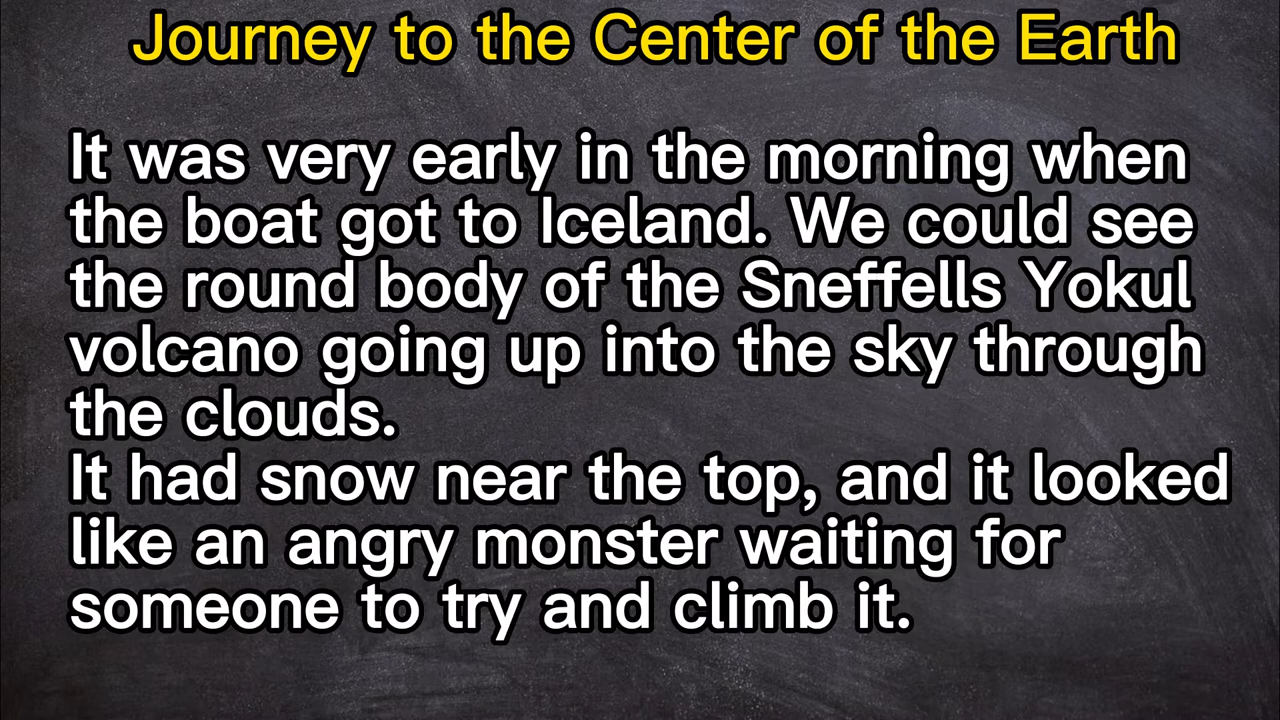 Journey to the Center of the Earth
It was very early in the morning when
the boat got to Iceland. We could see
the round body of the Sneffells Yokul
volcano going up into the sky through
the clouds.
It had snow near the top, and it looked
like an angry monster waiting for
someone to try and climb it.